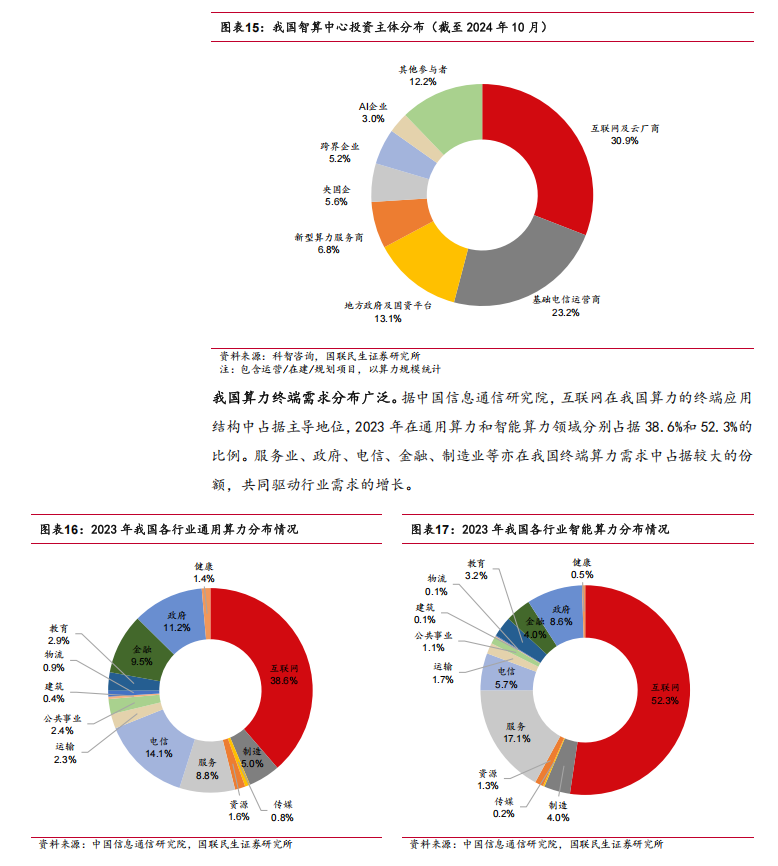 图表15：我国智算中心投资主体分布（截至 2024 年 10 月）
其他参与者
12.2%
AI企业
3.0%
跨界企业
5.2%
央国企
5.6%
新型算力服务商
6.8%
地方政府及国资平台
13.1%
互联网及云厂商
30.9%
基础电信运营商
23.2%
资料来源：科智咨询，国联民生证券研究所
注：包含运营/在建/规划项目，以算力规模统计
我国算力终端需求分布广泛。据中国信息通信研究院，互联网在我国算力的终端应用
结构中占据主导地位，2023 年在通用算力和智能算力领域分别占据 38.6%和 52.3%的
比例。服务业、政府、电信、金融、制造业等亦在我国终端算力需求中占据较大的份
额，共同驱动行业需求的增长。
图表16：2023 年我国各行业通用算力分布情况
健康
1.4%
政府
11.2%
金融
9.5%
教育
2.9%
物流
0.9%
建筑
0.4%
公共事业
2.4%
运输
2.3%
电信
14.1%
服务
8.8%
资源
1.6%
传媒
0.8%
制造
5.0%
互联网
38.6%
资料来源：中国信息通信研究院，国联民生证券研究所
图表17：2023 年我国各行业智能算力分布情况
健康
0.5%
政府
8.6%
金融
4.0%
教育
3.2%
物流
0.1%
建筑
0.1%
公共事业
1.1%
运输
1.7%
电信
5.7%
服务
17.1%
资源
1.3%
传媒
0.2%
制造
4.0%
互联网
52.3%
资料来源：中国信息通信研究院，国联民生证券研究所